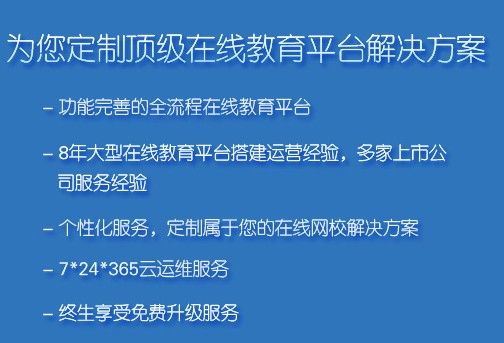 为您定制顶级在线教育平台解决方案
– 功能完善的全流程在线教育平台
– 8年大型在线教育平台搭建运营经验，多家上市公
司服务经验
– 个性化服务，定制属于您的在线网校解决方案
– 7*24*365云运维服务
– 终生享受免费升级服务